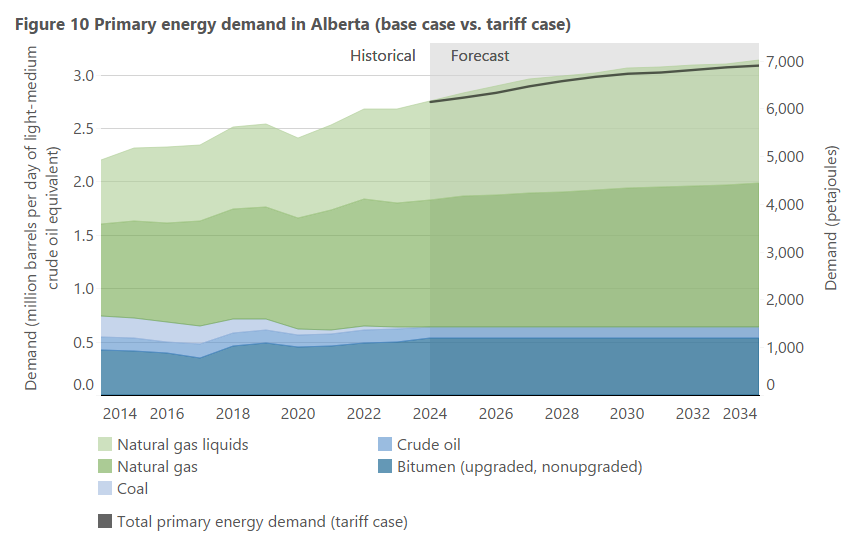 Figure 10 Primary energy demand in Alberta (base case vs. tariff case)
Historical
Forecast
Demand (million barrels per day of light-medium
crude oil equivalent)
3.0
2.5
2.0
1.5
1.0
0.5
0.0
7,000
6,000
5,000
4,000
3,000
2,000
1,000
0
Demand (petajoules)
2014 2016 2018 2020 2022 2024 2026 2028 2030 2032 2034
Natural gas liquids
Natural gas
Coal
Crude oil
Bitumen (upgraded, nonupgraded)
Total primary energy demand (tariff case)